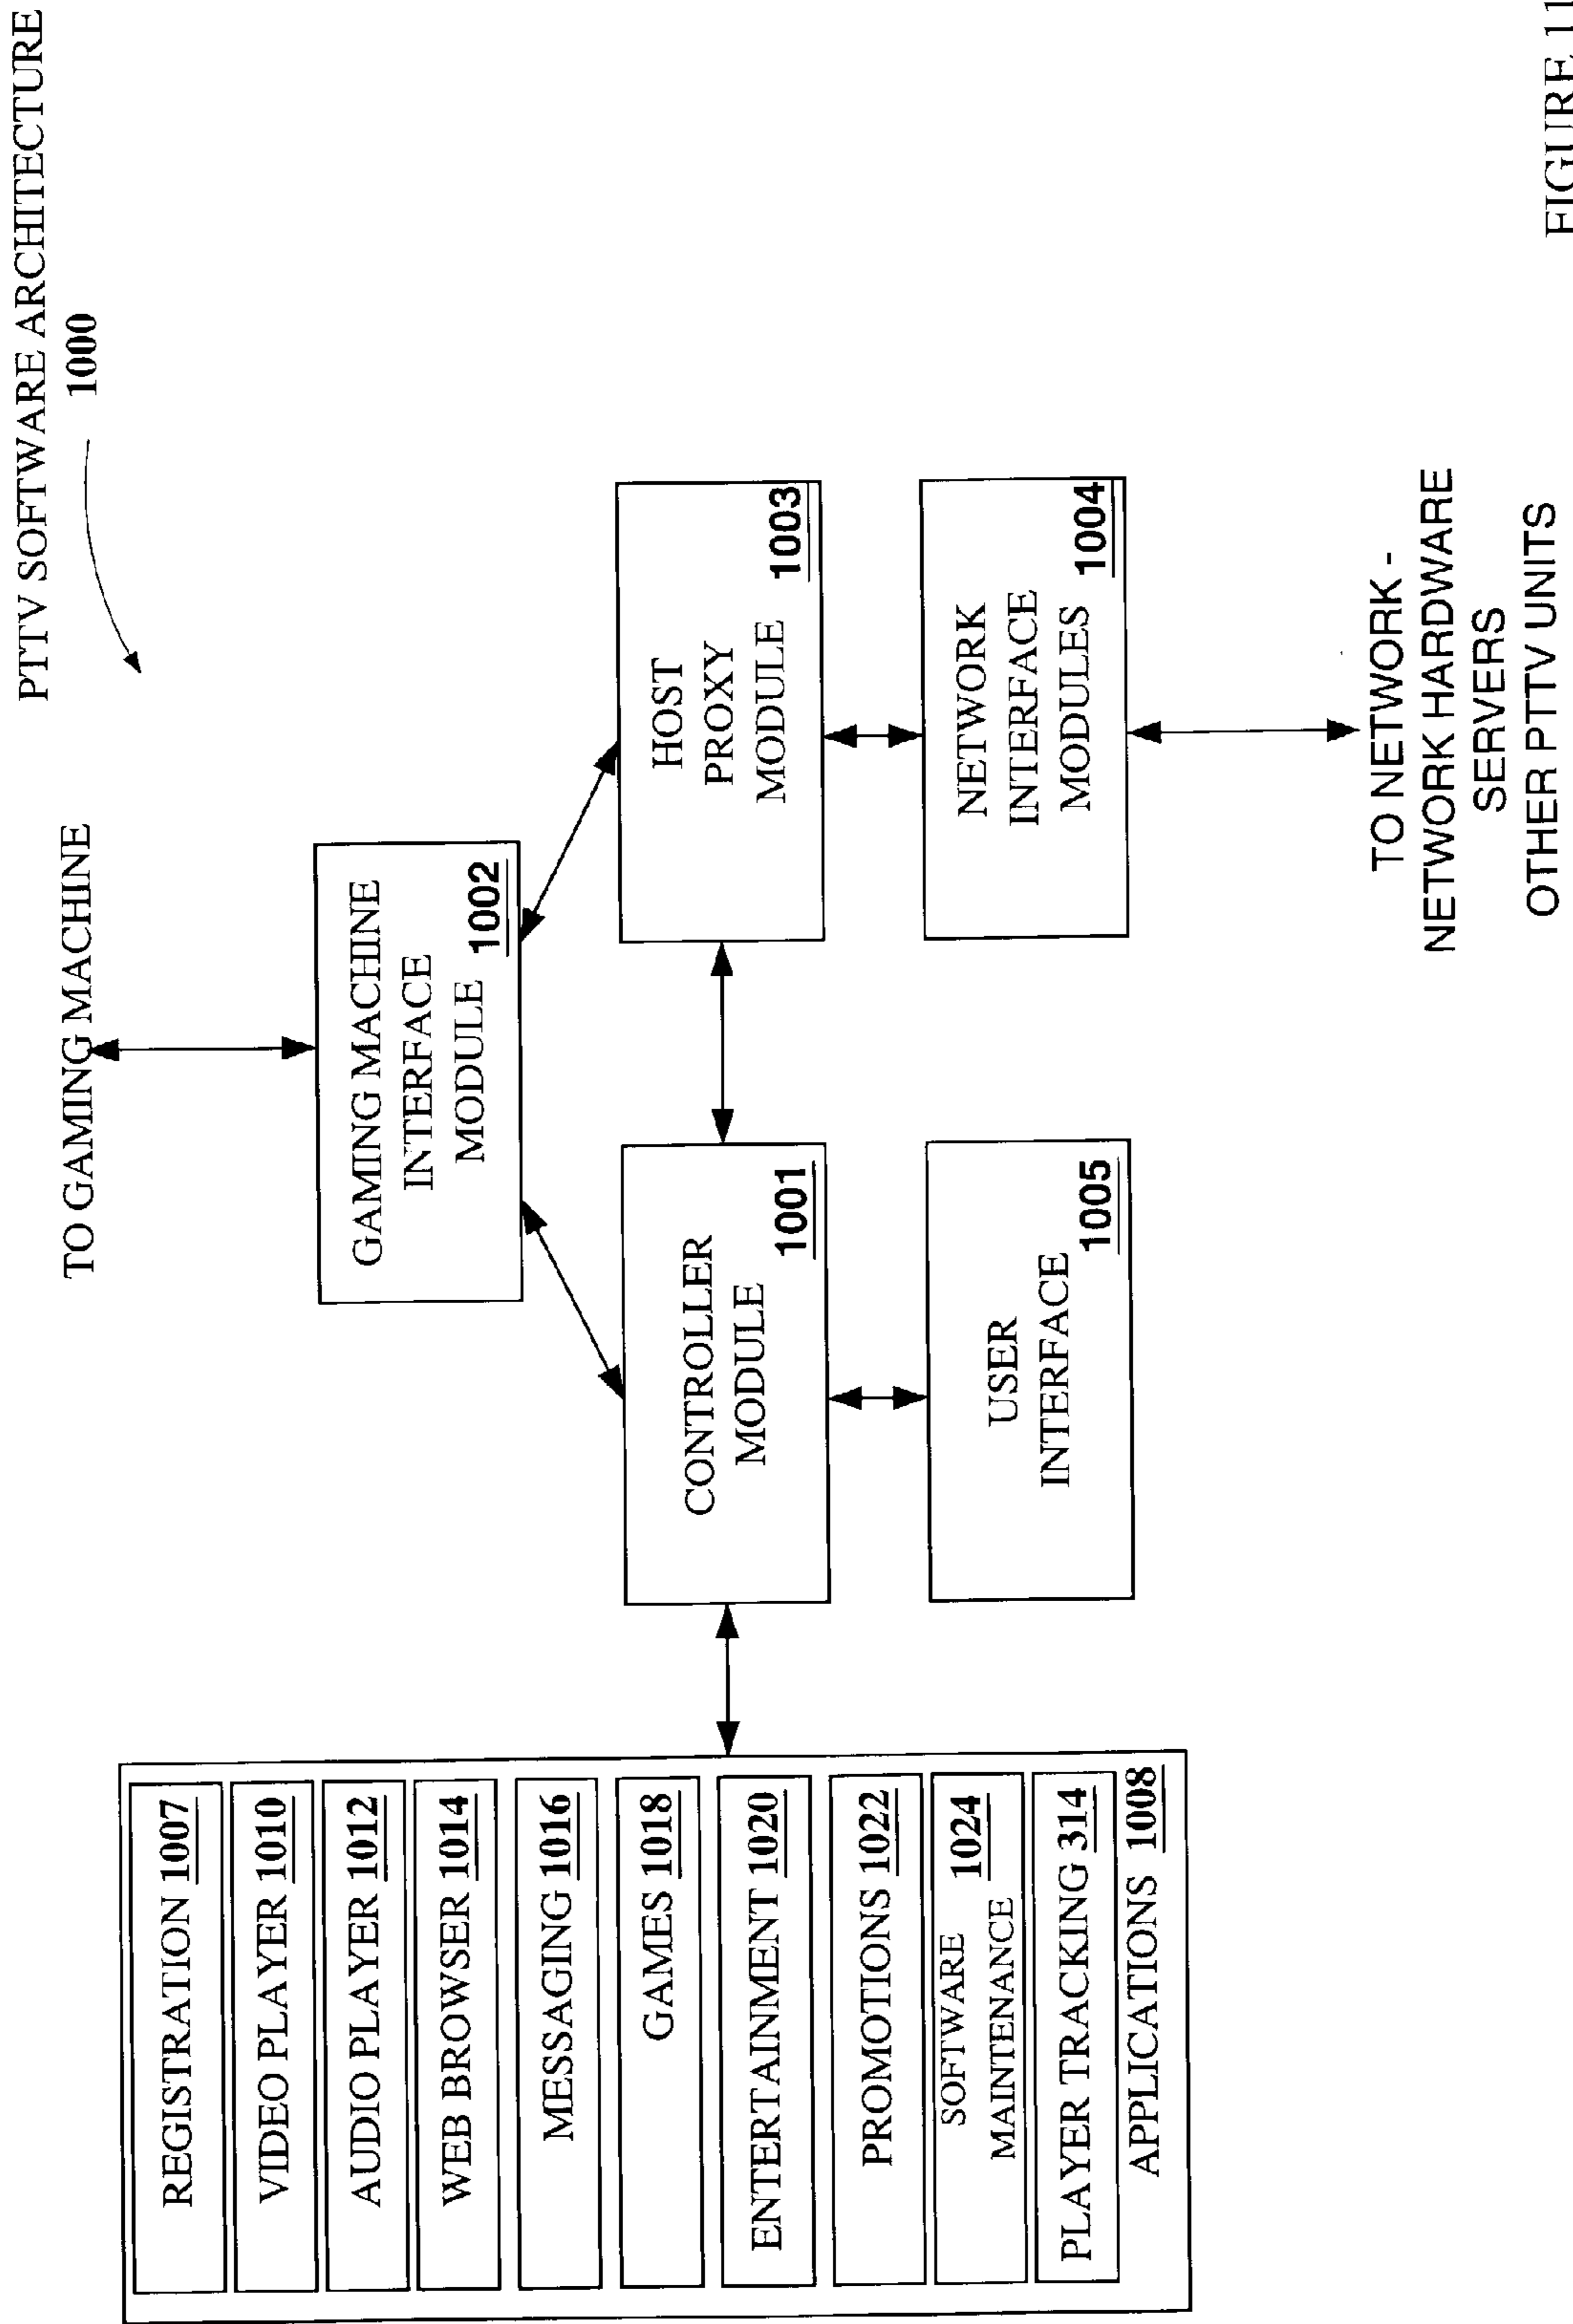 PTTV SOFTWARE ARCHITECTURE
1000
TO GAMING MACHINE
GAMING MACHINE
INTERFACE
MODULE 1002
HOST
PROXY
MODULE 1003
NETWORK
INTERFACE
MODULES 1004
TO NETWORK -
NETWORK HARDWARE
SERVERS
OTHER PTTV UNITS
CONTROLLER
MODULE 1001
USER
INTERFACE 1005
REGISTRATION 1007
VIDEO PLAYER 1010
AUDIO PLAYER 1012
WEB BROWSER 1014
MESSAGING 1016
GAMES 1018
ENTERTAINMENT 1020
PROMOTIONS 1022
SOFTWARE 1024
MAINTENANCE
PLAYER TRACKING 314
APPLICATIONS 1008
FIGURE 11